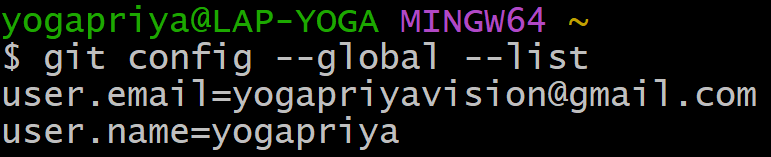 yogapriya@LAP-YOGA MINGW64 ~
$ git config --global --list
user.email=yogapriyavision@gmail.com
user.name=yogapriya